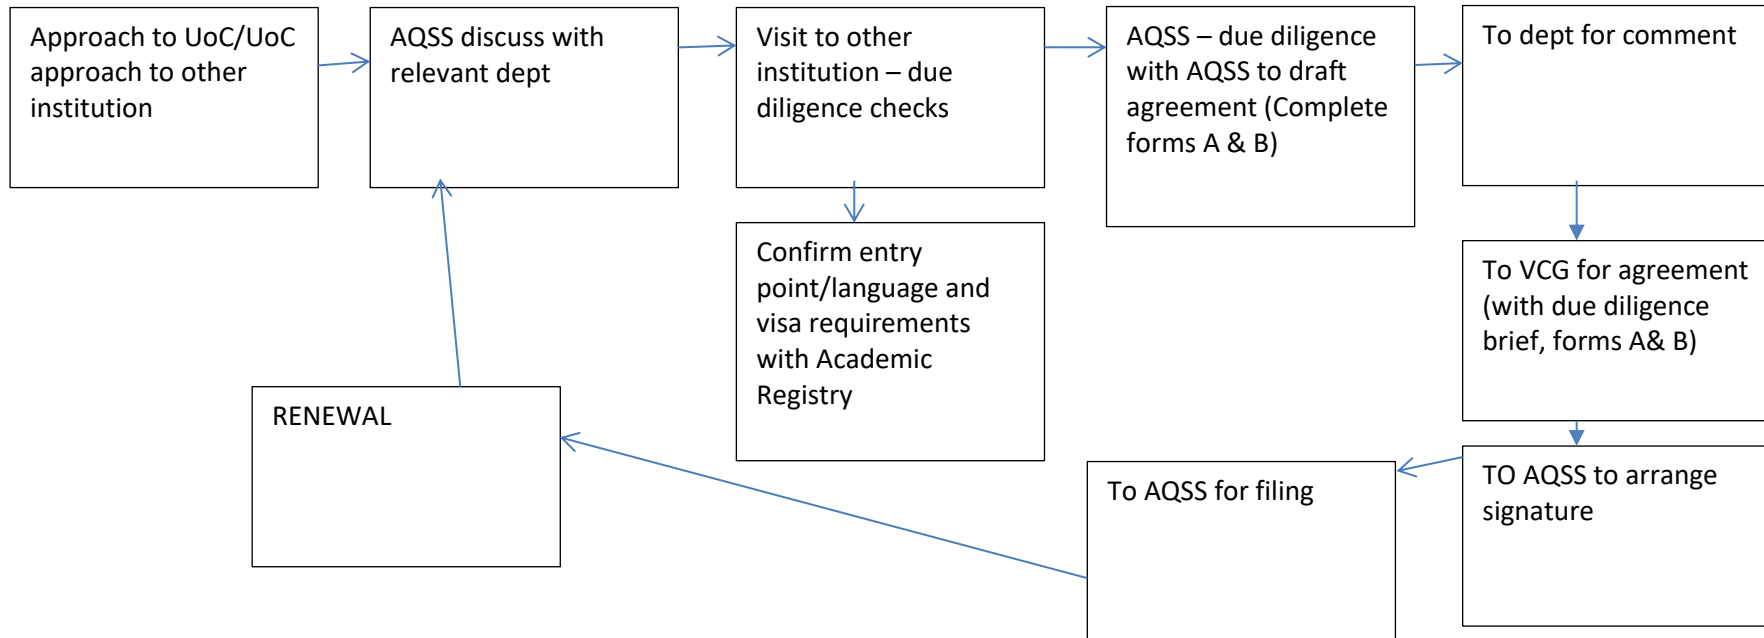 Approach to UoC/UoC
approach to other
institution
AQSS discuss with
relevant dept
Visit to other
institution – due
diligence checks
AQSS – due diligence
with AQSS to draft
agreement (Complete
forms A & B)
To dept for comment
Confirm entry
point/language and
visa requirements
with Academic
Registry
To VCG for agreement
(with due diligence
brief, forms A& B)
RENEWAL
To AQSS for filing
TO AQSS to arrange
signature